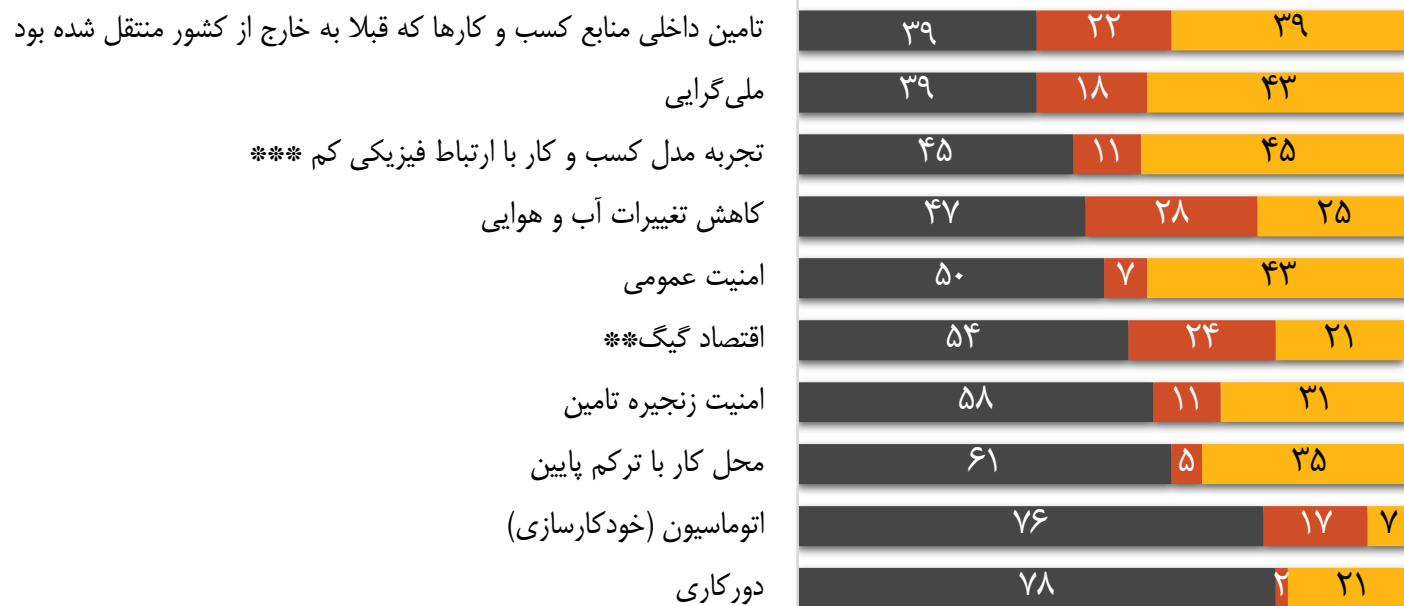 تامین داخلی منابع کسب و کارها که قبلا به خارج از کشور منتقل شده بود ۳۹ ۲۲ ۳۹
ملی‌گرایی ۳۹ ۱۸ ۴۳
تجربه مدل کسب و کار با ارتباط فیزیکی کم *** ۴۵ ۱۱ ۴۵
کاهش تغییرات آب و هوایی ۴۷ ۲۸ ۲۵
امنیت عمومی ۵۰ ۷ ۴۳
اقتصاد گیگ** ۵۴ ۲۴ ۲۱
امنیت زنجیره تامین ۵۸ ۱۱ ۳۱
محل کار با ترکم پایین ۶۱ ۵ ۳۵
اتوماسیون (خودکارسازی) ۷۶ ۱۷ ۷
دورکاری ۷۸ ۲ ۲۱